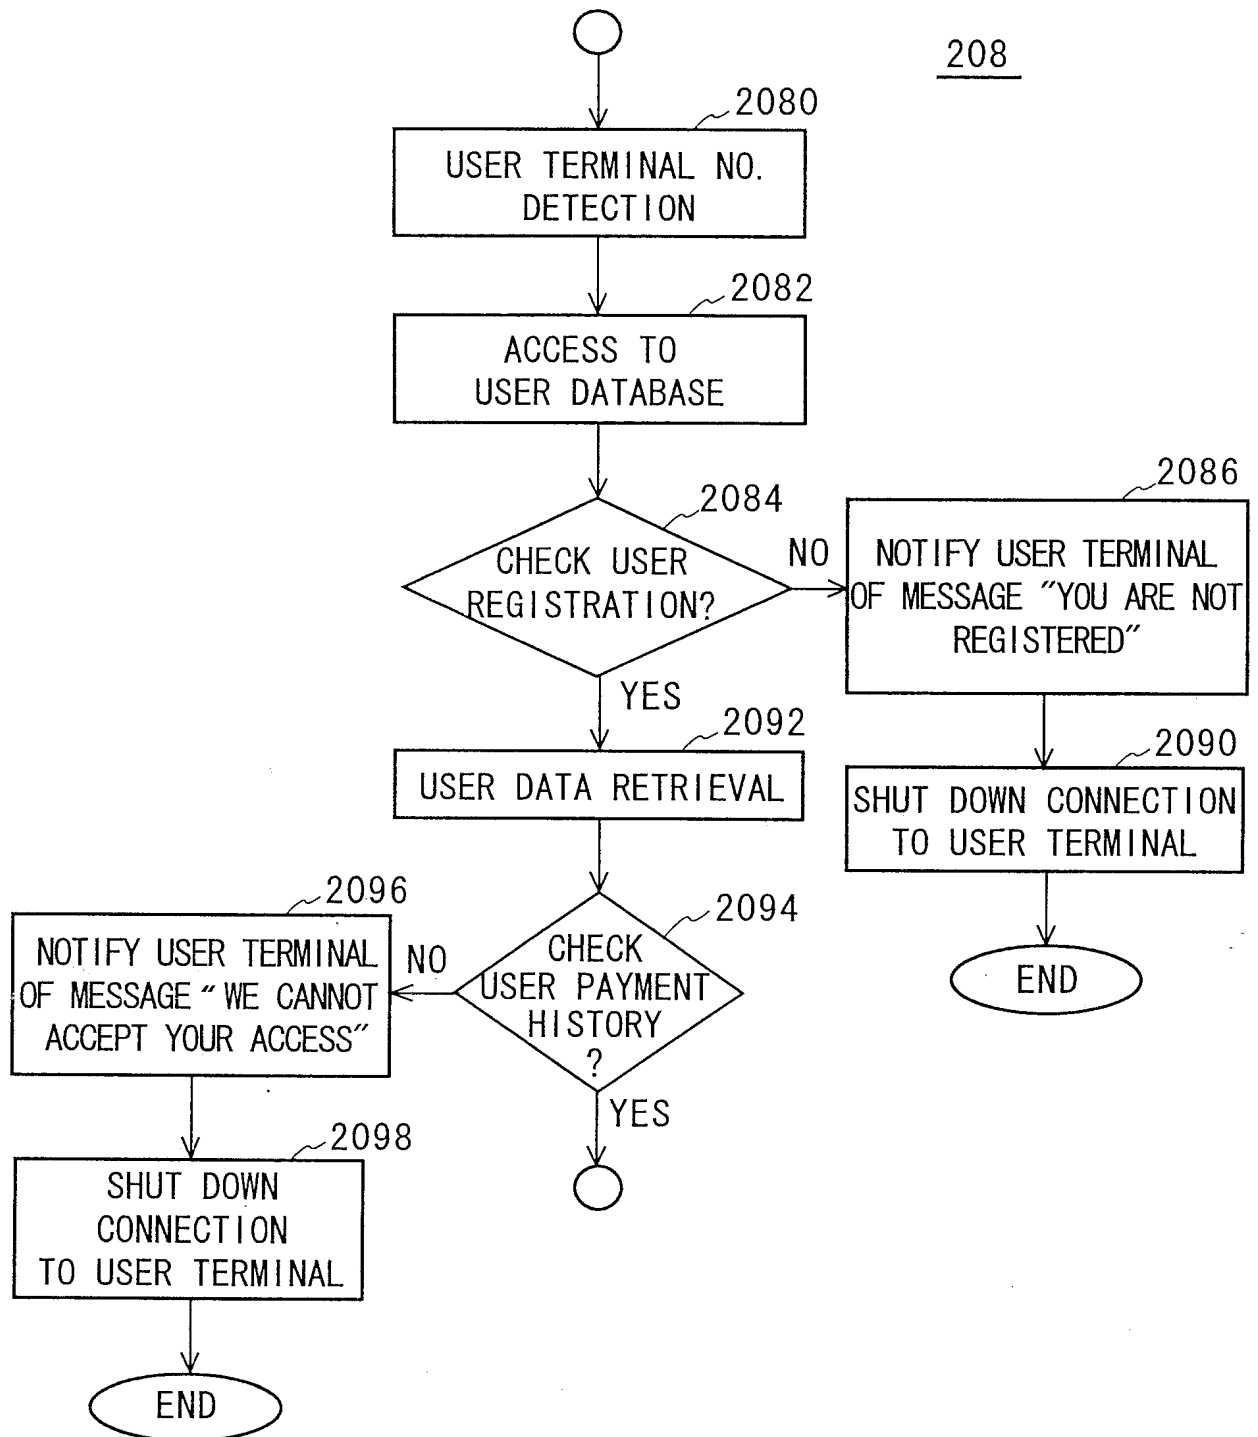 208
2080
USER TERMINAL NO.
DETECTION
2082
ACCESS TO
USER DATABASE
2084
CHECK USER
REGISTRATION?
NO
2086
NOTIFY USER TERMINAL
OF MESSAGE "YOU ARE NOT
REGISTERED"
YES
2092
USER DATA RETRIEVAL
2090
SHUT DOWN CONNECTION
TO USER TERMINAL
END
2094
CHECK
USER PAYMENT
HISTORY
?
NO
2096
NOTIFY USER TERMINAL
OF MESSAGE "WE CANNOT
ACCEPT YOUR ACCESS"
YES
2098
SHUT DOWN
CONNECTION
TO USER TERMINAL
END